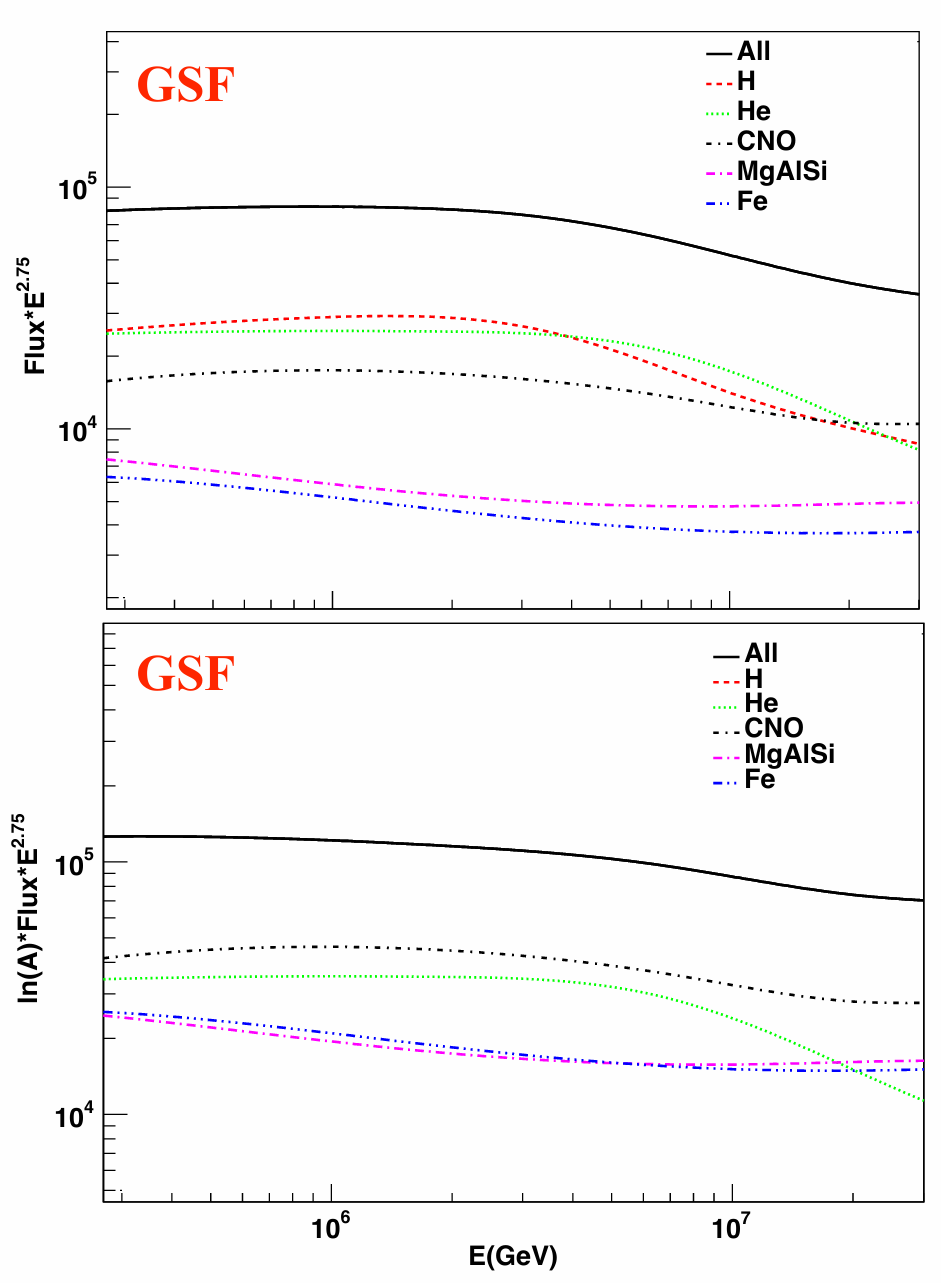 GSF
All
H
He
CNO
MgAlSi
Fe
10^5
10^4
Flux*E^2.75
GSF
All
H
He
CNO
MgAlSi
Fe
10^5
10^4
ln(A)*Flux*E^2.75
10^6
10^7
E(GeV)